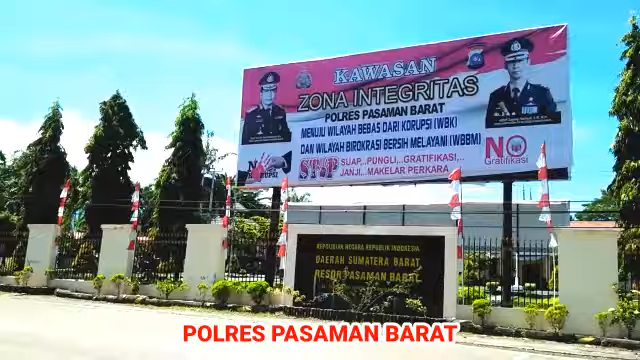 KAWASAN
ZONA INTEGRITAS
POLRES PASAMAN BARAT
MENUJU WILAYAH BEBAS DARI KORUPSI (WBK)
DAN WILAYAH BIROKRASI BERSIH MELAYANI (WBBM)
STOP SUAP,..PUNGLI,..GRATIFIKASI,..
JANJI...MAKELAR PERKARA
NO
Gratifikasi
KEPOLISIAN NEGARA REPUBLIK INDONESIA
DAERAH SUMATERA BARAT
RESOR PASAMAN BARAT
POLRES PASAMAN BARAT